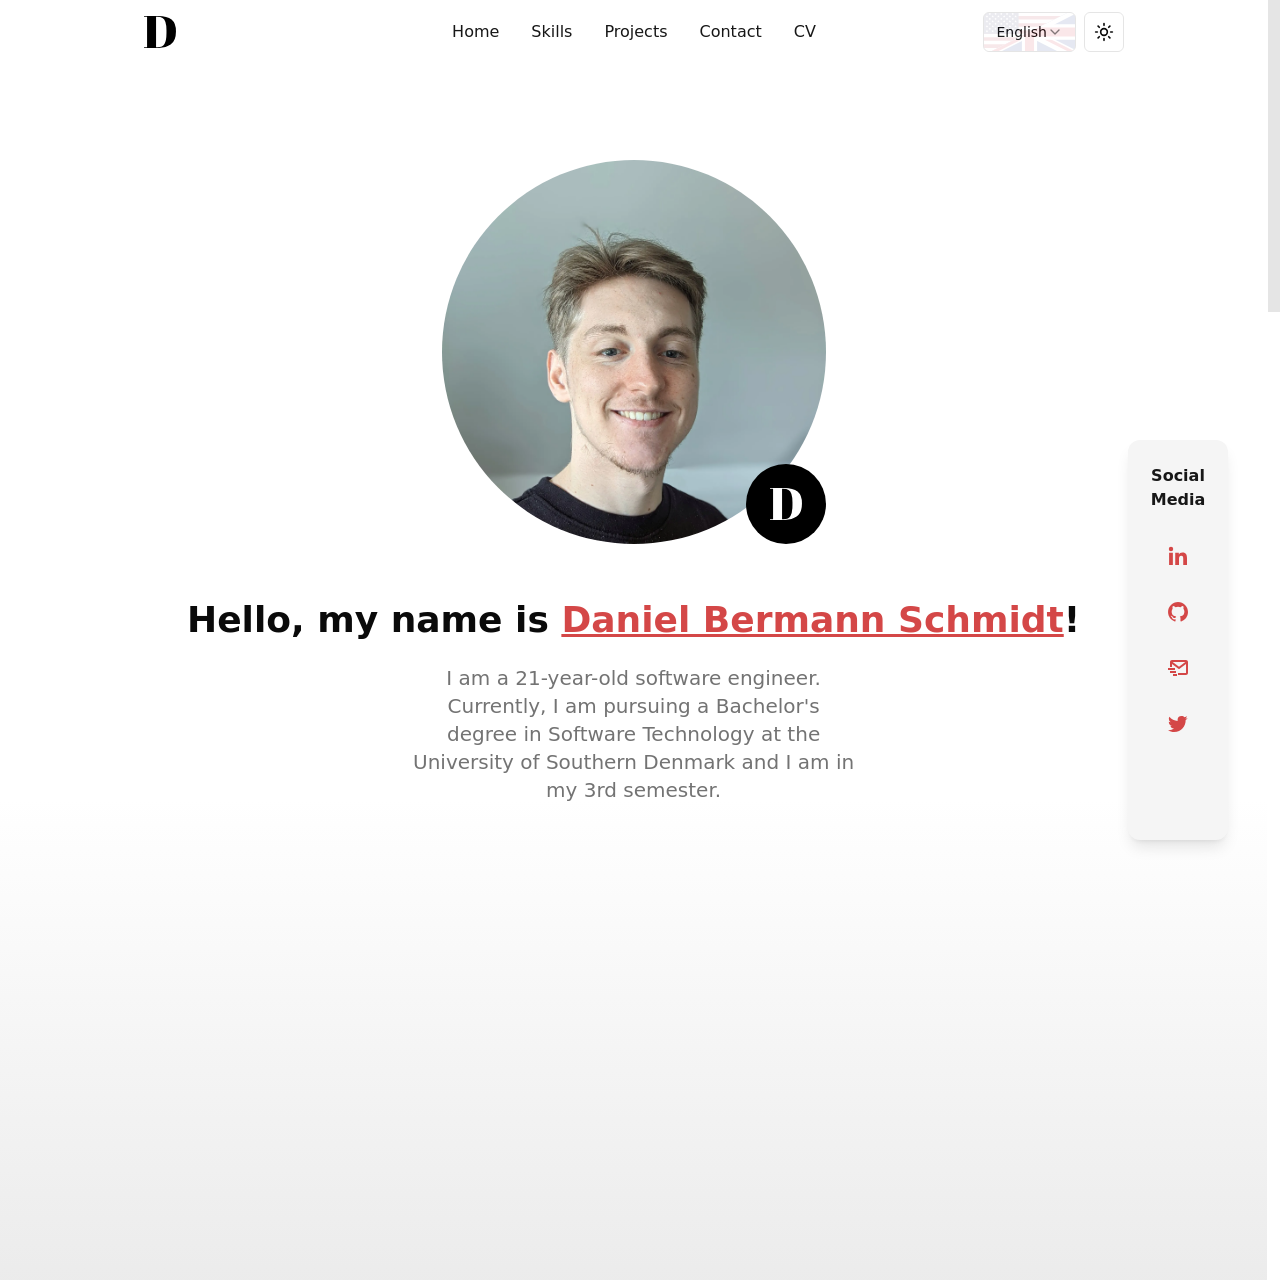 D
Home Skills Projects Contact CV
English
D
Hello, my name is Daniel Bermann Schmidt!
I am a 21-year-old software engineer.
Currently, I am pursuing a Bachelor's
degree in Software Technology at the
University of Southern Denmark and I am in
my 3rd semester.
Social
Media